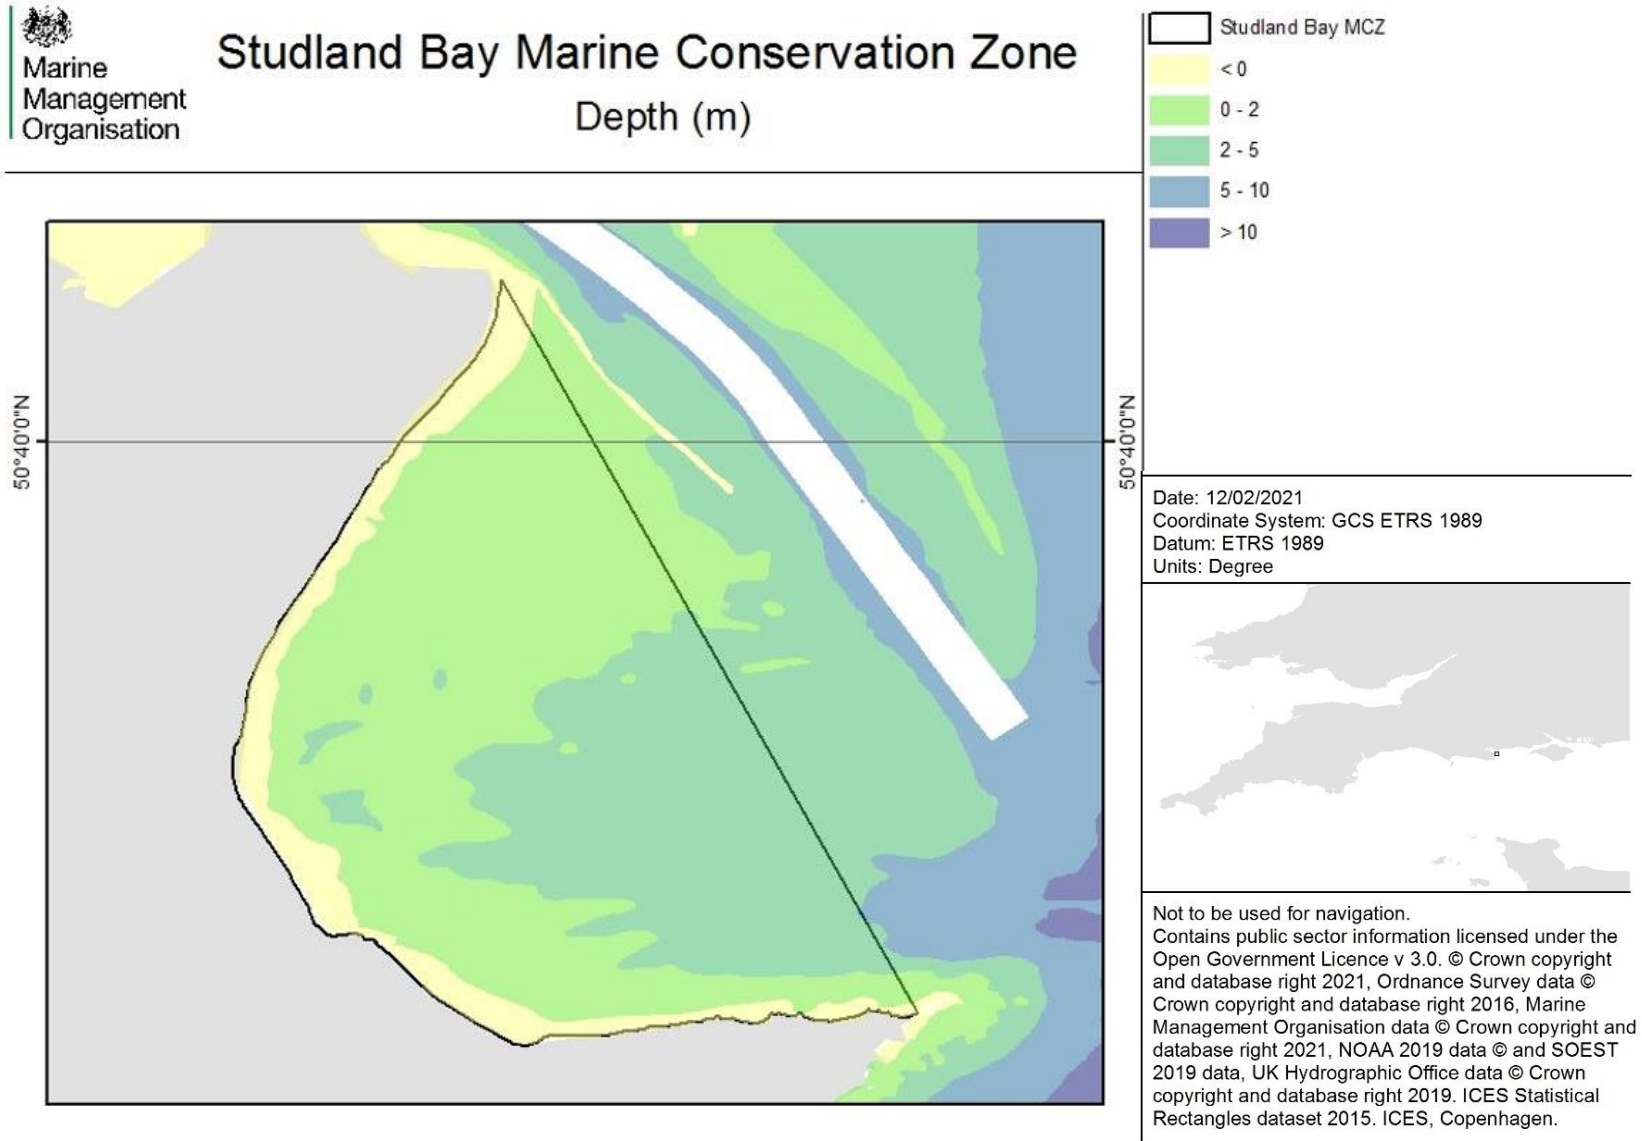 Marine
Management
Organisation
Studland Bay Marine Conservation Zone
Depth (m)
Studland Bay MCZ
< 0
0 - 2
2 - 5
5 - 10
> 10
50°40'0"N
50°40'0"N
Date: 12/02/2021
Coordinate System: GCS ETRS 1989
Datum: ETRS 1989
Units: Degree
Not to be used for navigation.
Contains public sector information licensed under the
Open Government Licence v 3.0. © Crown copyright
and database right 2021, Ordnance Survey data ©
Crown copyright and database right 2016, Marine
Management Organisation data © Crown copyright and
database right 2021, NOAA 2019 data © and SOEST
2019 data, UK Hydrographic Office data © Crown
copyright and database right 2019. ICES Statistical
Rectangles dataset 2015. ICES, Copenhagen.